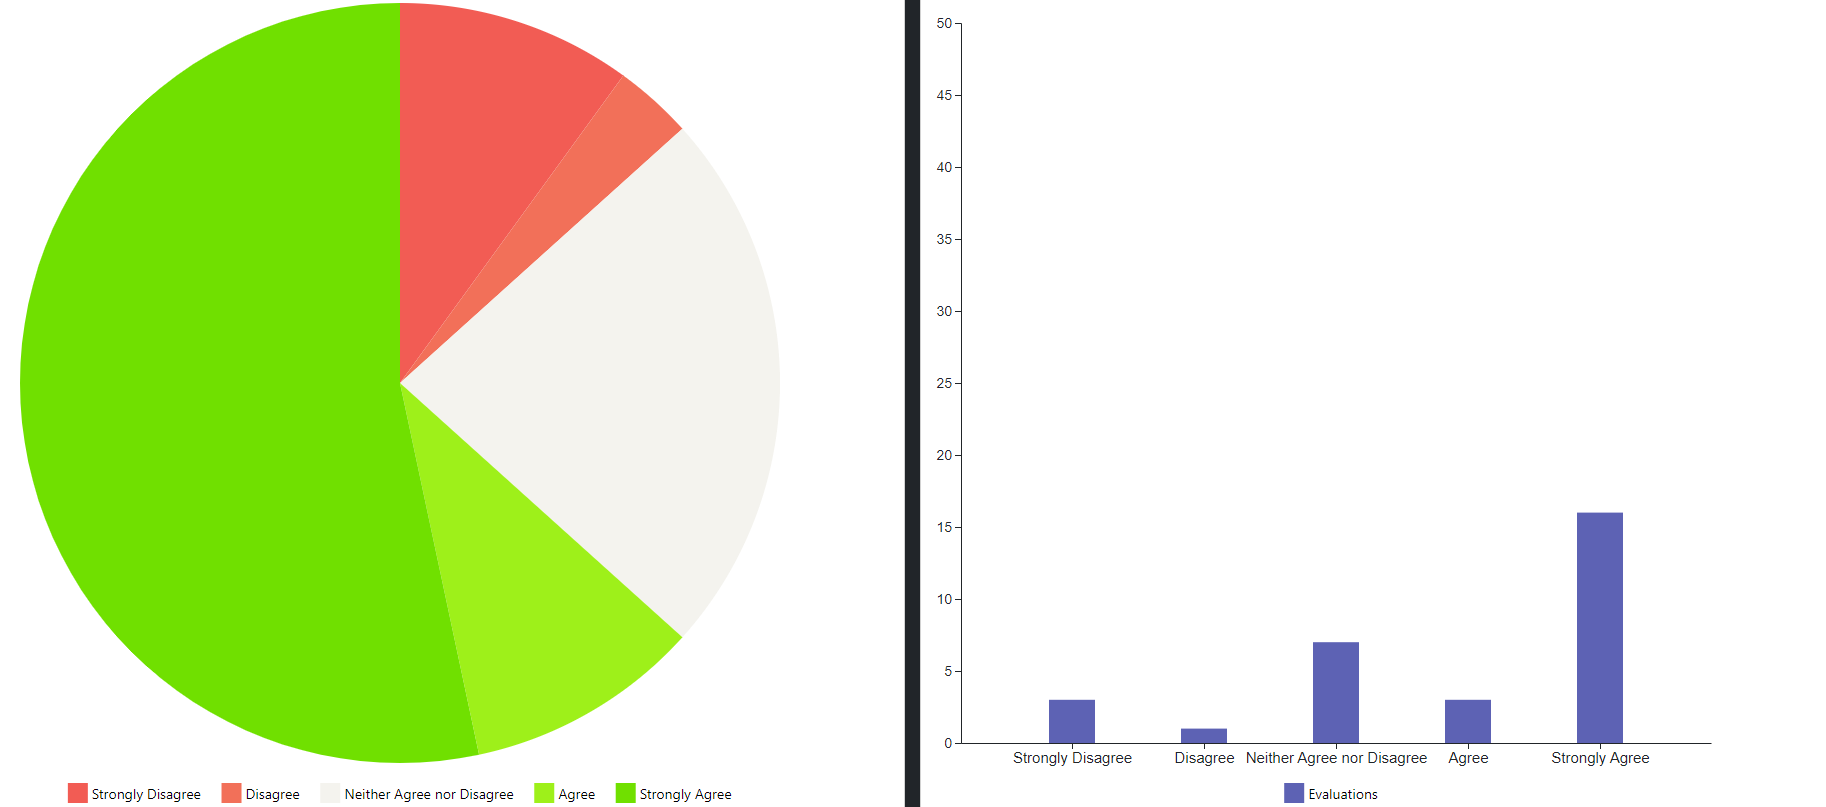 Strongly Disagree
Disagree
Neither Agree nor Disagree
Agree
Strongly Agree
50
45
40
35
30
25
20
15
10
5
0
Strongly Disagree
Disagree
Neither Agree nor Disagree
Agree
Strongly Agree
Evaluations